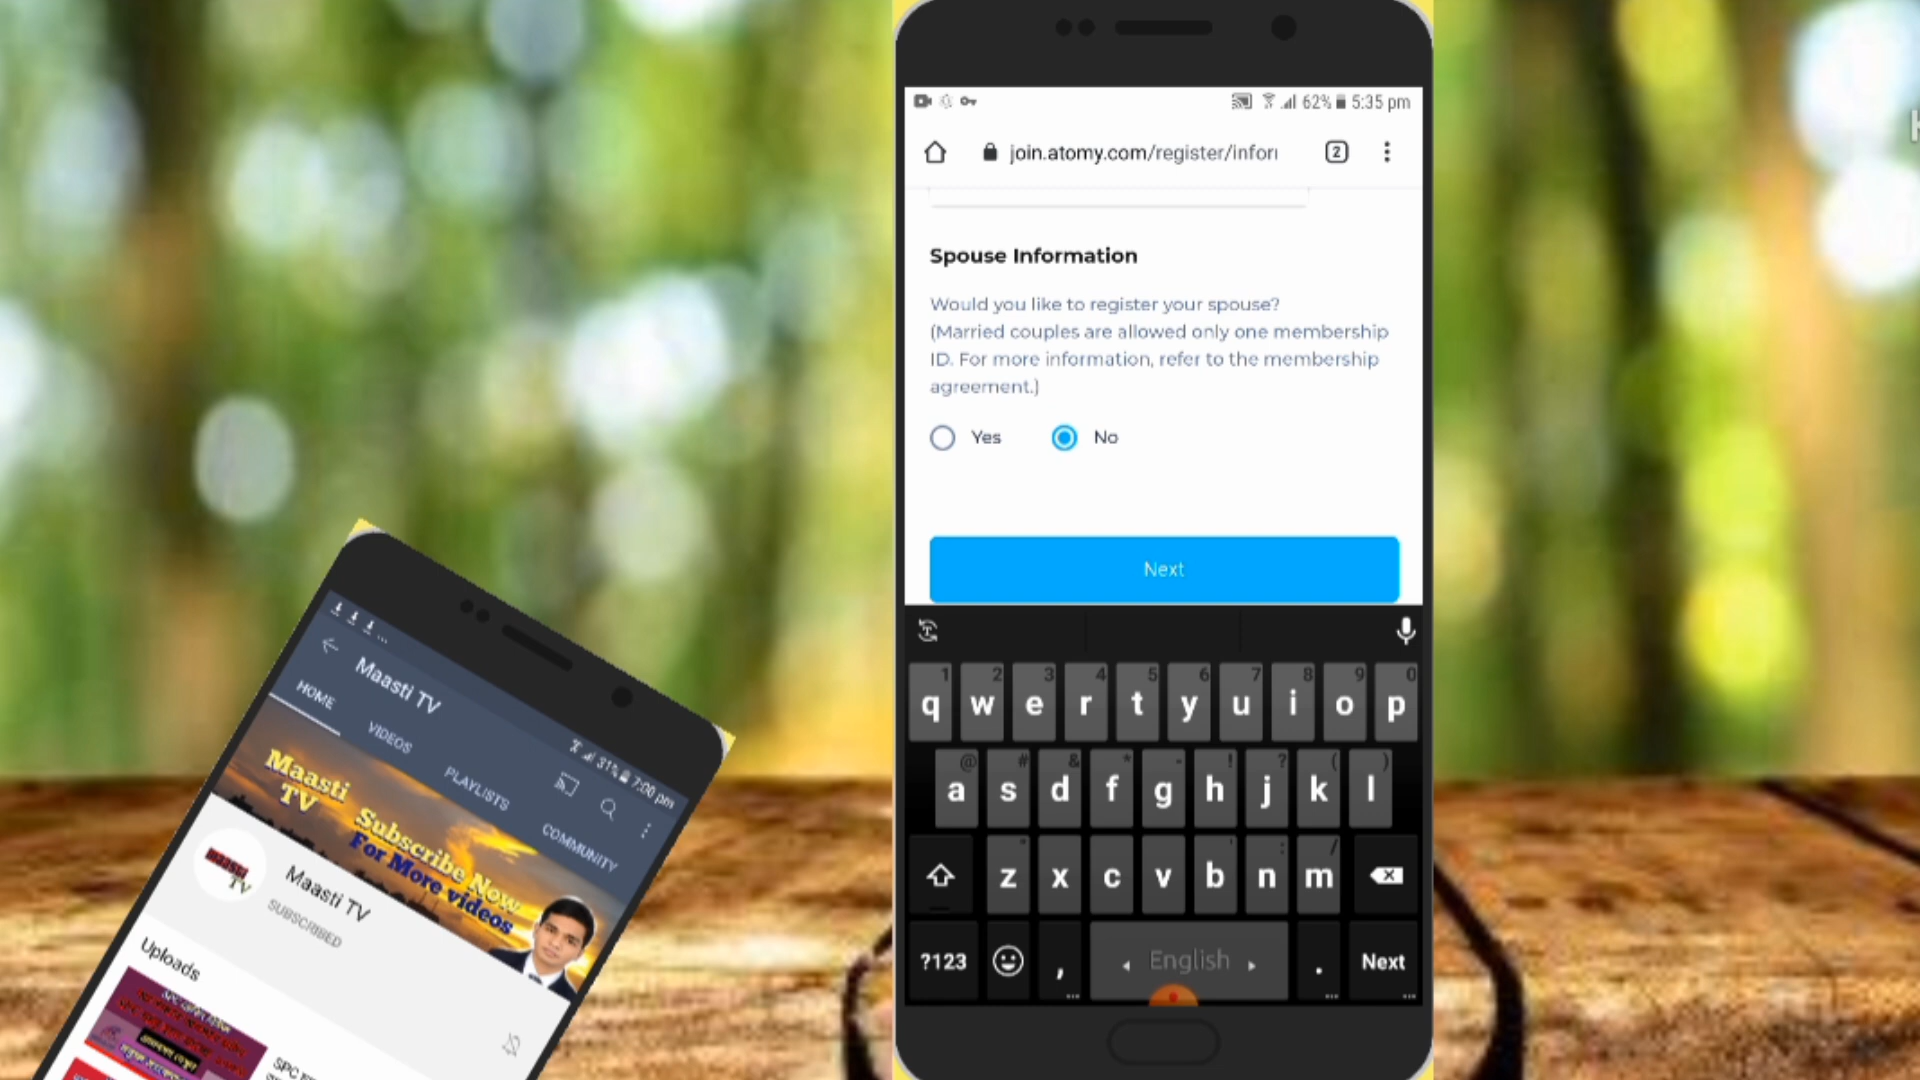 62% 5:35 pm
join.atomy.com/register/infor
2
Spouse Information
Would you like to register your spouse?
(Married couples are allowed only one membership
ID. For more information, refer to the membership
agreement.)
Yes No
Next
1 2 3 4 5 6 7 8 9 0
q w e r t y u i o p
@ # & * - ! ? ( )
a s d f g h j k l
z x c v b n m
?123 , English . Next
31% 7:00 pm
Maasti TV
HOME VIDEOS PLAYLISTS COMMUNITY
Maasti
TV
Subscribe Now
For More videos
Maasti
TV
Maasti TV
SUBSCRIBED
Uploads
SPC